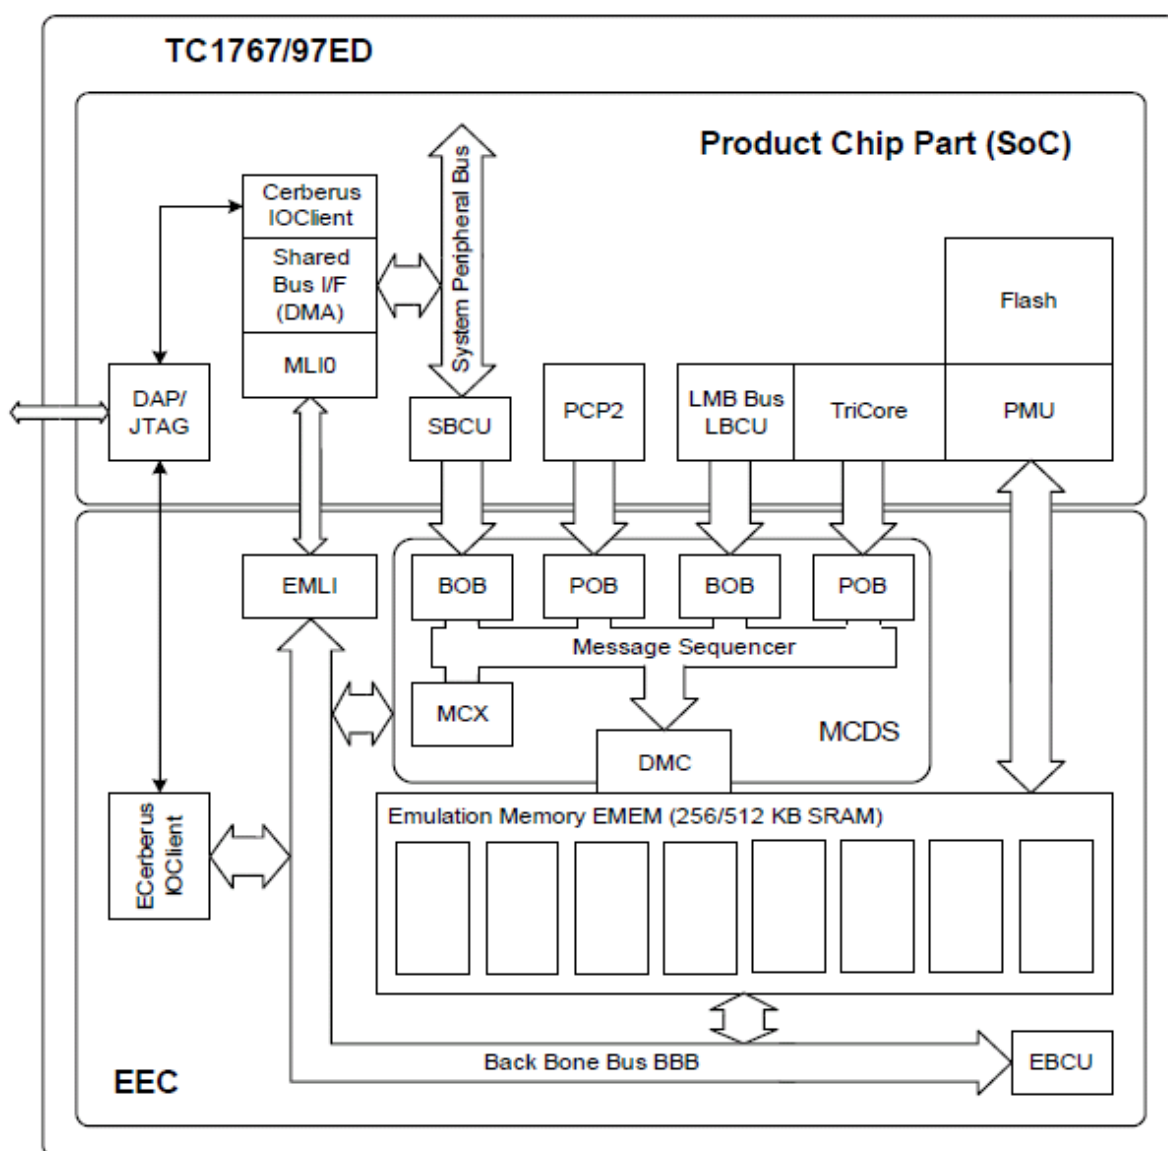 TC1767/97ED
Product Chip Part (SoC)
Cerberus
IOClient
Shared
Bus I/F
(DMA)
MLI0
System Peripheral Bus
Flash
DAP/
JTAG
SBCU
PCP2
LMB Bus
LBCU
TriCore
PMU
EMLI
BOB
POB
BOB
POB
Message Sequencer
MCX
MCDS
DMC
ECerberus
IOClient
Emulation Memory EMEM (256/512 KB SRAM)
Back Bone Bus BBB
EBCU
EEC